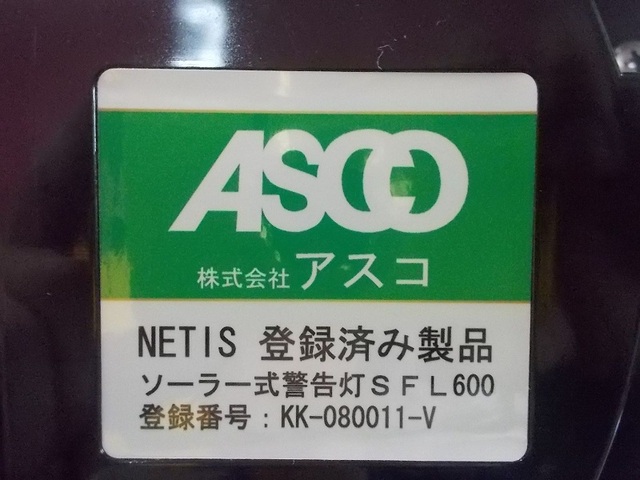 ASCO
株式会社 アスコ
NETIS 登録済み製品
ソーラー式警告灯ＳＦＬ600
登録番号：KK-080011-V